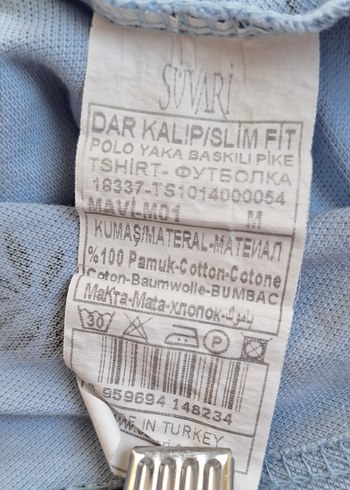 SÜVARİ
DAR KALIP/SLIM FIT
POLO YAKA BASKILI PİKE
TSHIRT- ФУТБОЛКА
18337-TS1014000054
MAVİ-M01 M
KUMAŞ/MATERAL-МАТЕИАЛ
%100 Pamuk-Cotton-Cotone
Coton-Baumwolle-BUMBAC
МаКта-Mata-хлопок-
30 P
959694 148234
IN TURKEY